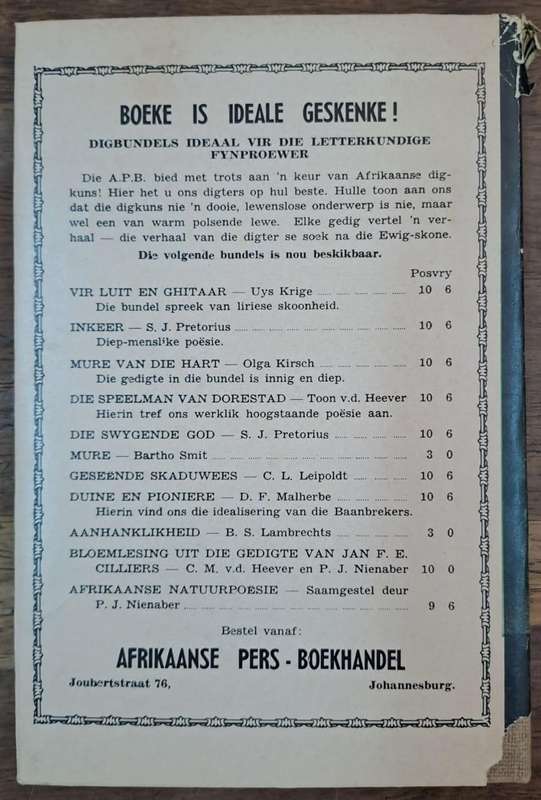 BOEKE IS IDEALE GESKENKE!
DIGBUNDELS IDEAAL VIR DIE LETTERKUNDIGE
FYNPROEWER
Die A.P.B. bied met trots aan 'n keur van Afrikaanse dig-
kuns! Hier het u ons digters op hul beste. Hulle toon aan ons
dat die digkuns nie 'n dooie, lewenslose onderwerp is nie, maar
wel een van warm polsende lewe. Elke gedig vertel 'n ver-
haal — die verhaal van die digter se soek na die Ewig-skone.
Die volgende bundels is nou beskikbaar.
Posvry
VIR LUIT EN GHITAAR — Uys Krige 10 6
Die bundel spreek van liriese skoonheid.
INKEER — S. J. Pretorius 10 6
Diep-menslike poësie.
MURE VAN DIE HART — Olga Kirsch 10 6
Die gedigte in die bundel is innig en diep.
DIE SPEELMAN VAN DORESTAD — Toon v.d. Heever 10 6
Hierin tref ons werklik hoogstaande poësie aan.
DIE SWYGENDE GOD — S. J. Pretorius 10 6
MURE — Bartho Smit 3 0
GESEËNDE SKADUWEES — C. L. Leipoldt 10 6
DUINE EN PIONIERE — D. F. Malherbe 10 6
Hierin vind ons die idealisering van die Baanbrekers.
AANHANKLIKHEID — B. S. Lambrechts 3 0
BLOEMLESING UIT DIE GEDIGTE VAN JAN F. E.
CILLIERS — C. M. v.d. Heever en P. J. Nienaber 10 0
AFRIKAANSE NATUURPOESIE — Saamgestel deur
P. J. Nienaber 9 6
Bestel vanaf:
AFRIKAANSE PERS - BOEKHANDEL
Joubertstraat 76, Johannesburg.